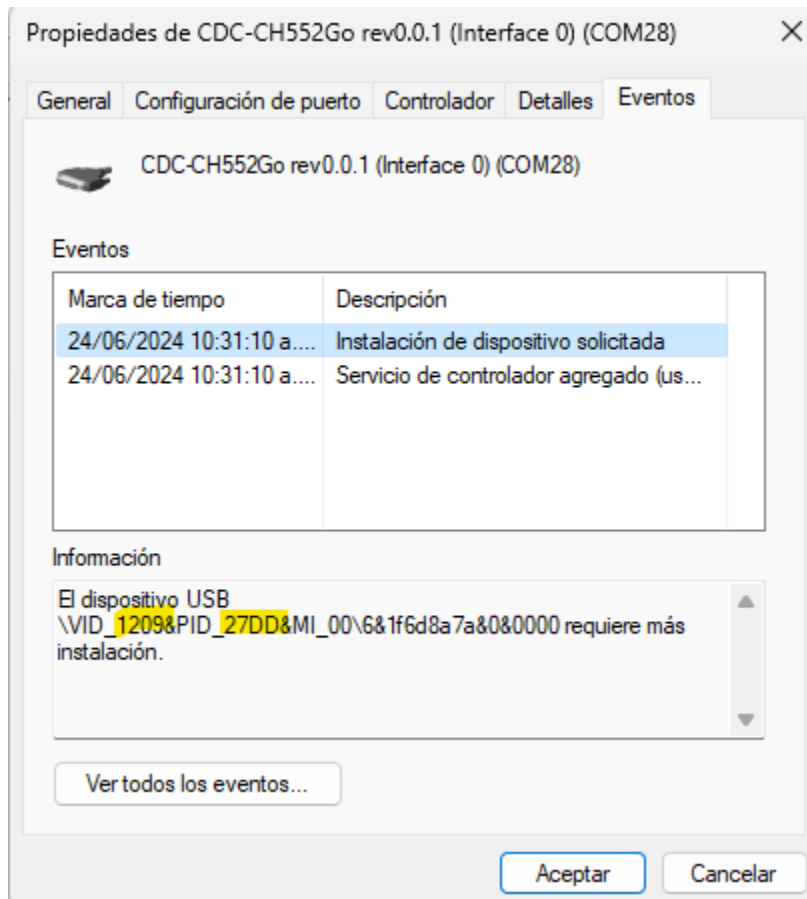 Propiedades de CDC-CH552Go rev0.0.1 (Interface 0) (COM28)
General Configuración de puerto Controlador Detalles Eventos
CDC-CH552Go rev0.0.1 (Interface 0) (COM28)
Eventos
Marca de tiempo Descripción
24/06/2024 10:31:10 a.... Instalación de dispositivo solicitada
24/06/2024 10:31:10 a.... Servicio de controlador agregado (us...
Información
El dispositivo USB
\VID_1209&PID_27DD&MI_00\6&1f6d8a7a&0&0000 requiere más
instalación.
Ver todos los eventos...
Aceptar Cancelar